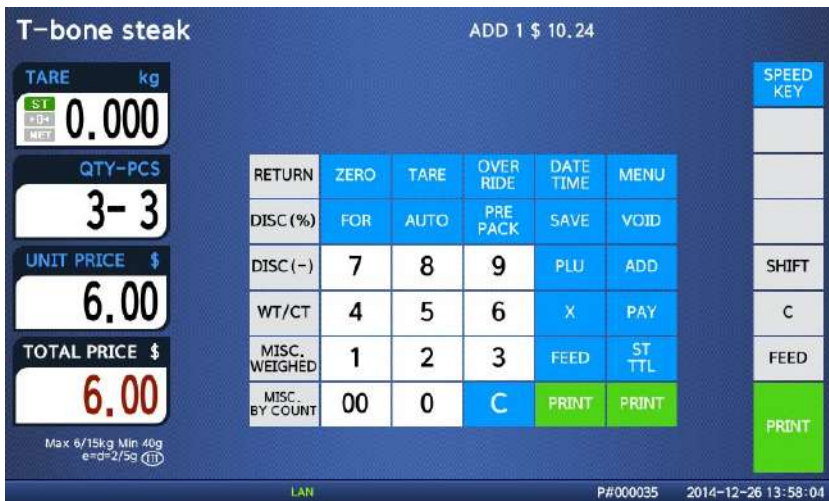 T-bone steak
ADD 1 $ 10.24
TARE kg
ST
0.000
NET
QTY-PCS
3- 3
UNIT PRICE $
6.00
TOTAL PRICE $
6.00
Max 6/15kg Min 40g
e=d=2/5g III
RETURN ZERO TARE OVER RIDE DATE TIME MENU
DISC(%) FOR AUTO PRE PACK SAVE VOID
DISC(-) 7 8 9 PLU ADD
WT/CT 4 5 6 X PAY
MISC. WEIGHED 1 2 3 FEED ST TTL
MISC. BY COUNT 00 0 C PRINT PRINT
SPEED
KEY
SHIFT
C
FEED
PRINT
LAN
P#000035 2014-12-26 13:58:04